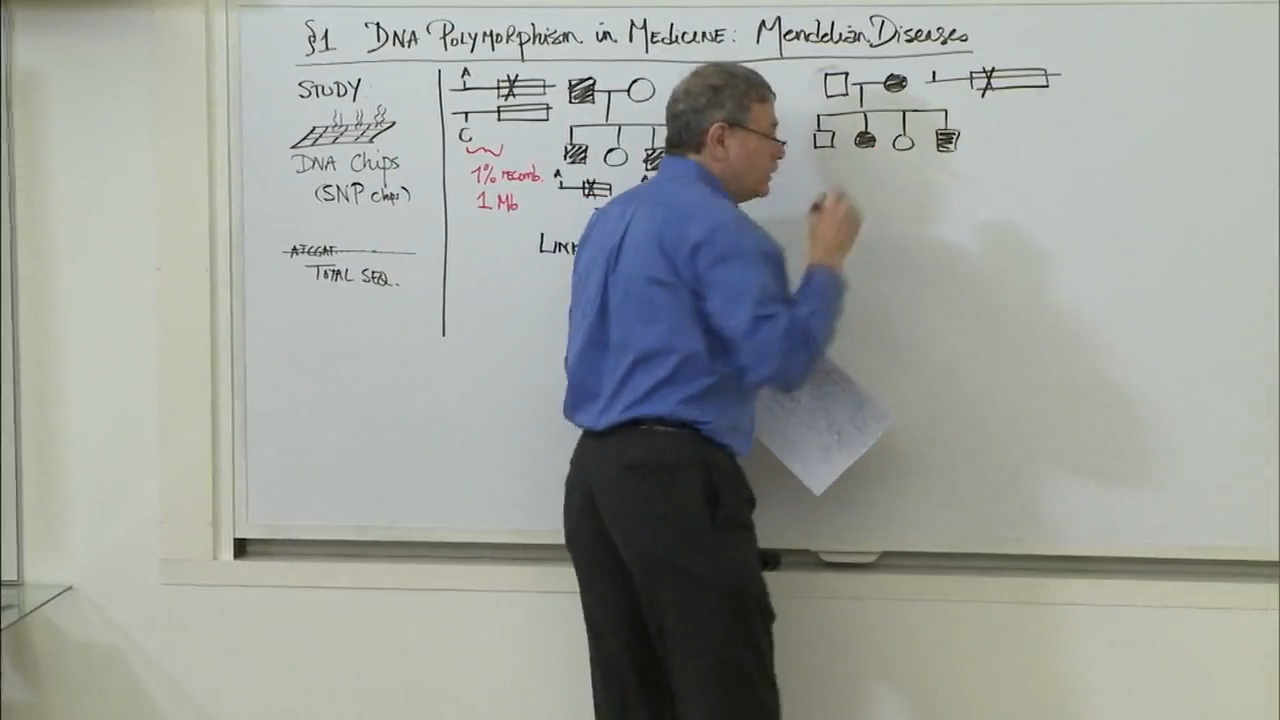 §1 DNA POLYMORPHISM IN MEDICINE: Mendelian Diseases
STUDY
DNA Chips
(SNP chips)
ATCGAT
TOTAL SEQ.
A
C
1% recomb.
1 Mb
A